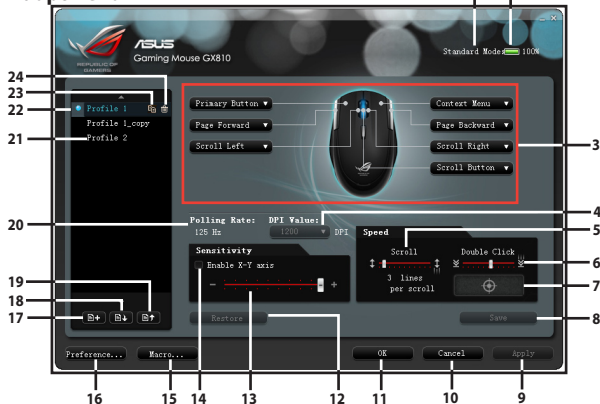 Standard Modes 100%
REPUBLIC OF
GAMERS
ASUS
Gaming Mouse GX810
24
23
22
21
Profile 1
Profile 1_copy
Profile 2
Primary Button
Page Forward
Scroll Left
Context Menu
Page Backward
Scroll Right
Scroll Button
3
20
Polling Rate:
125 Hz
DPI Value:
1200 DPI
4
Sensitivity
Enable X-Y axis
- +
Speed
Scroll
3 lines
per scroll
Double Click
5
6
7
8
19
18
17
Restore
Save
Preference...
Macro...
OK
Cancel
Apply
16
15
14
13
12
11
10
9